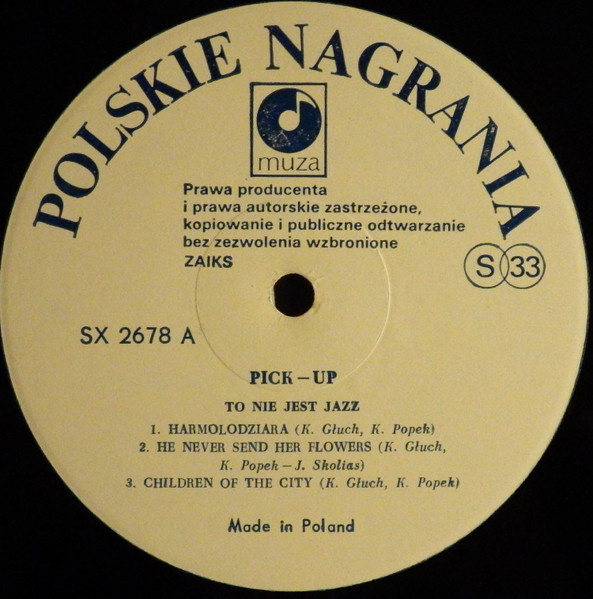 POLSKIE NAGRANIA
muza
Prawa producenta
i prawa autorskie zastrzeżone,
kopiowanie i publiczne odtwarzanie
bez zezwolenia wzbronione
ZAIKS
S 33
SX 2678 A
PICK–UP
TO NIE JEST JAZZ
1. HARMOLODZIARA (K. Głuch, K. Popek)
2. HE NEVER SEND HER FLOWERS (K. Głuch,
K. Popek – J. Skolias)
3. CHILDREN OF THE CITY (K. Głuch, K. Popek)
Made in Poland